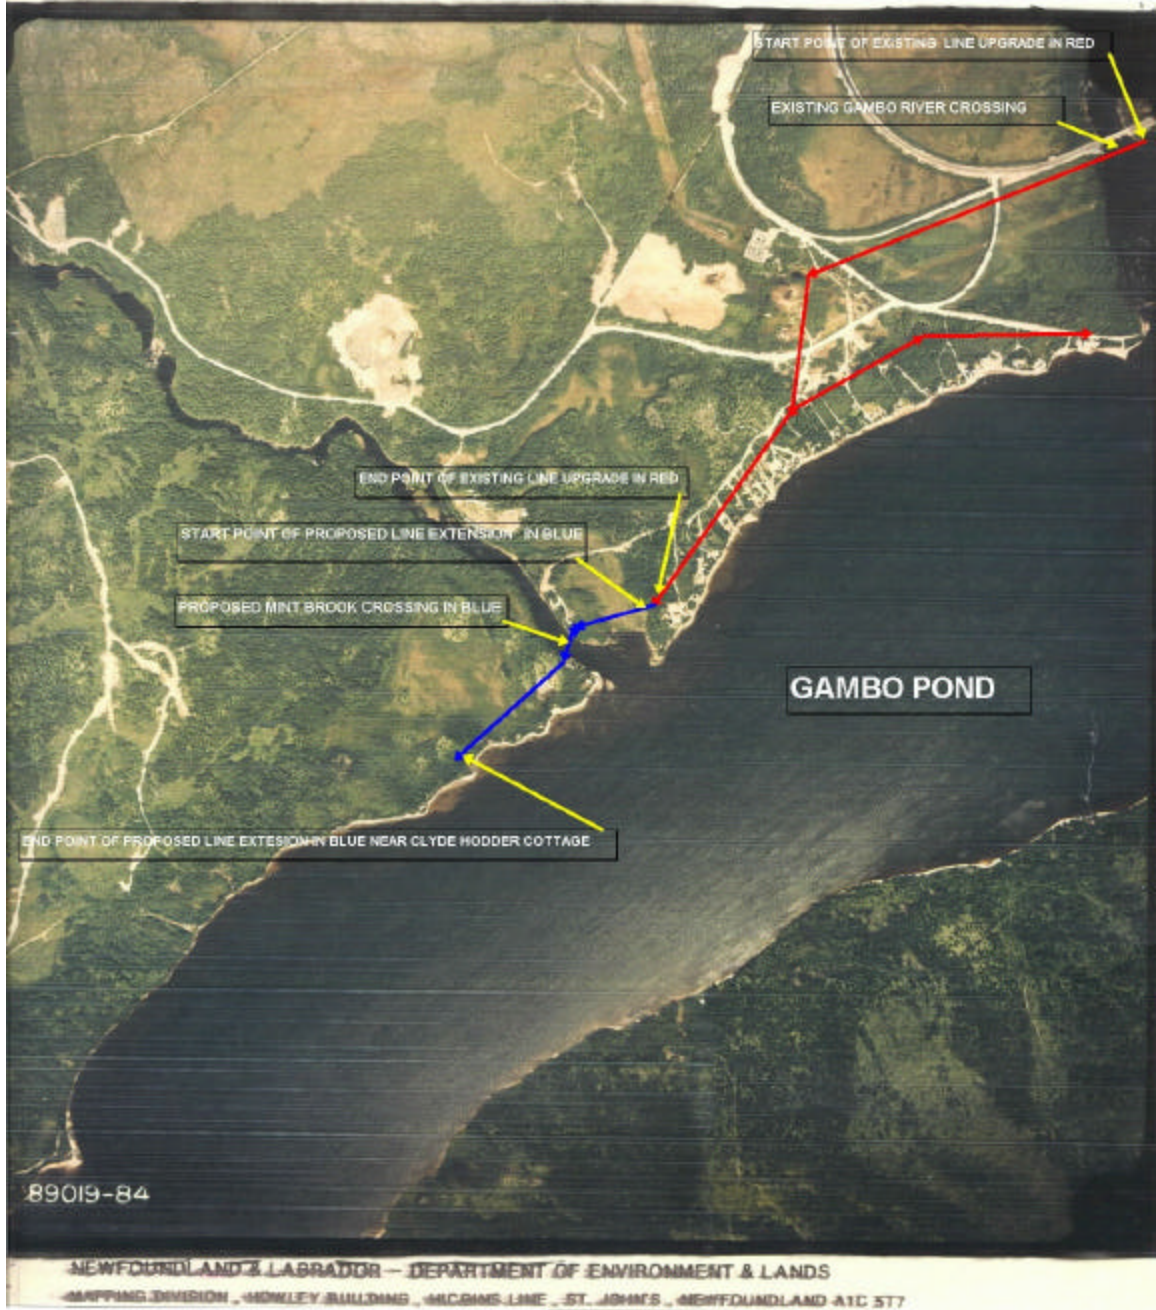 START POINT OF EXISTING LINE UPGRADE IN RED
EXISTING GAMBO RIVER CROSSING
END POINT OF EXISTING LINE UPGRADE IN RED
START POINT OF PROPOSED LINE EXTENSION IN BLUE
PROPOSED MINT BROOK CROSSING IN BLUE
GAMBO POND
END POINT OF PROPOSED LINE EXTESION IN BLUE NEAR CLYDE HODDER COTTAGE
89019-84
NEWFOUNDLAND & LABRADOR — DEPARTMENT OF ENVIRONMENT & LANDS
MAPPING DIVISION , HOWLEY BUILDING , HIGGINS LINE , ST. JOHN'S , NEWFOUNDLAND A1C 5T7